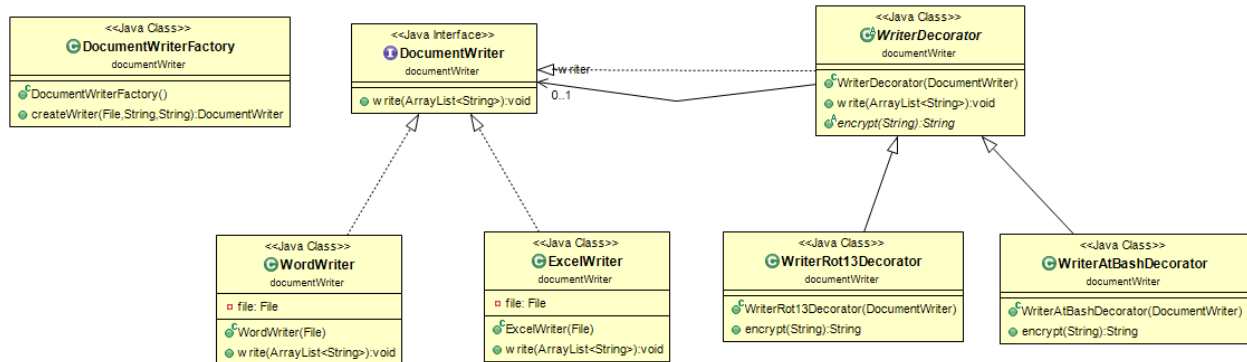 <<Java Class>>
DocumentWriterFactory
documentWriter
DocumentWriterFactory()
createWriter(File,String,String):DocumentWriter
<<Java Interface>>
DocumentWriter
documentWriter
write(ArrayList<String>):void
~writer
0..1
<<Java Class>>
WriterDecorator
documentWriter
WriterDecorator(DocumentWriter)
write(ArrayList<String>):void
encrypt(String):String
<<Java Class>>
WordWriter
documentWriter
file: File
WordWriter(File)
write(ArrayList<String>):void
<<Java Class>>
ExcelWriter
documentWriter
file: File
ExcelWriter(File)
write(ArrayList<String>):void
<<Java Class>>
WriterRot13Decorator
documentWriter
WriterRot13Decorator(DocumentWriter)
encrypt(String):String
<<Java Class>>
WriterAtBashDecorator
documentWriter
WriterAtBashDecorator(DocumentWriter)
encrypt(String):String